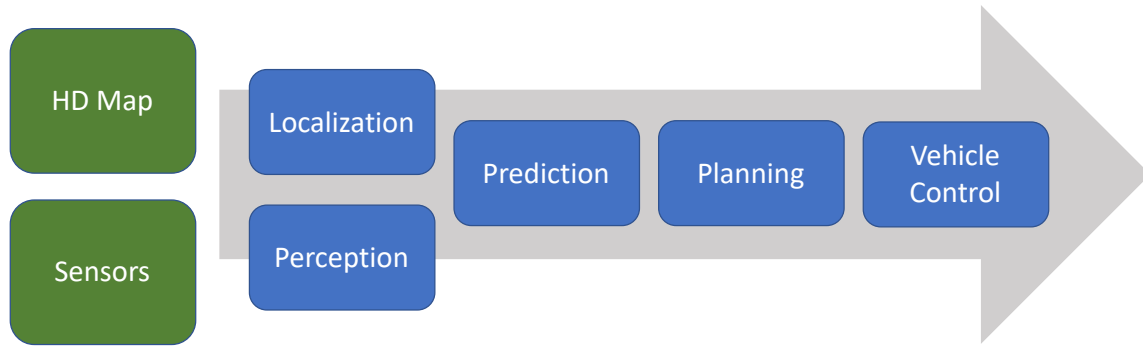 HD Map
Sensors
Localization
Perception
Prediction
Planning
Vehicle
Control